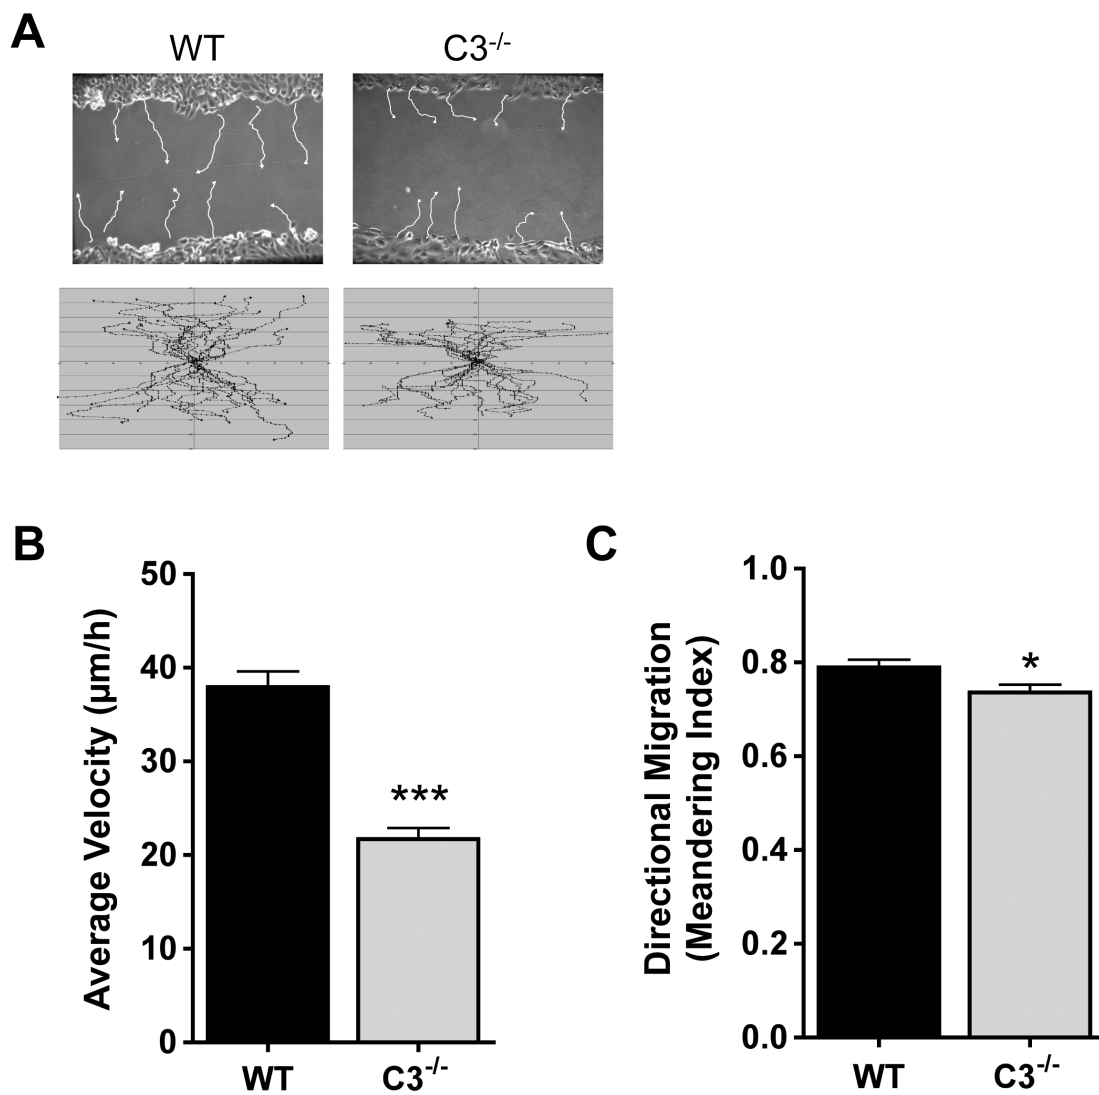 A
WT
C3-/-
B
Average Velocity (µm/h)
50
40
30
20
10
0
***
WT
C3-/-
C
Directional Migration
(Meandering Index)
1.0
0.8
0.6
0.4
0.2
0.0
*
WT
C3-/-